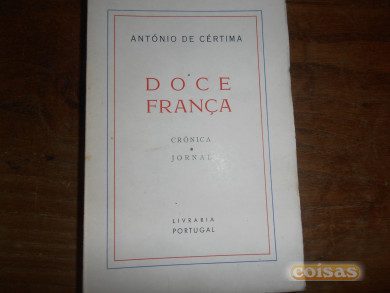 ANTÓNIO DE CÉRTIMA
DOCE
FRANÇA
CRÓNICA
JORNAL
LIVRARIA
PORTUGAL
coisas